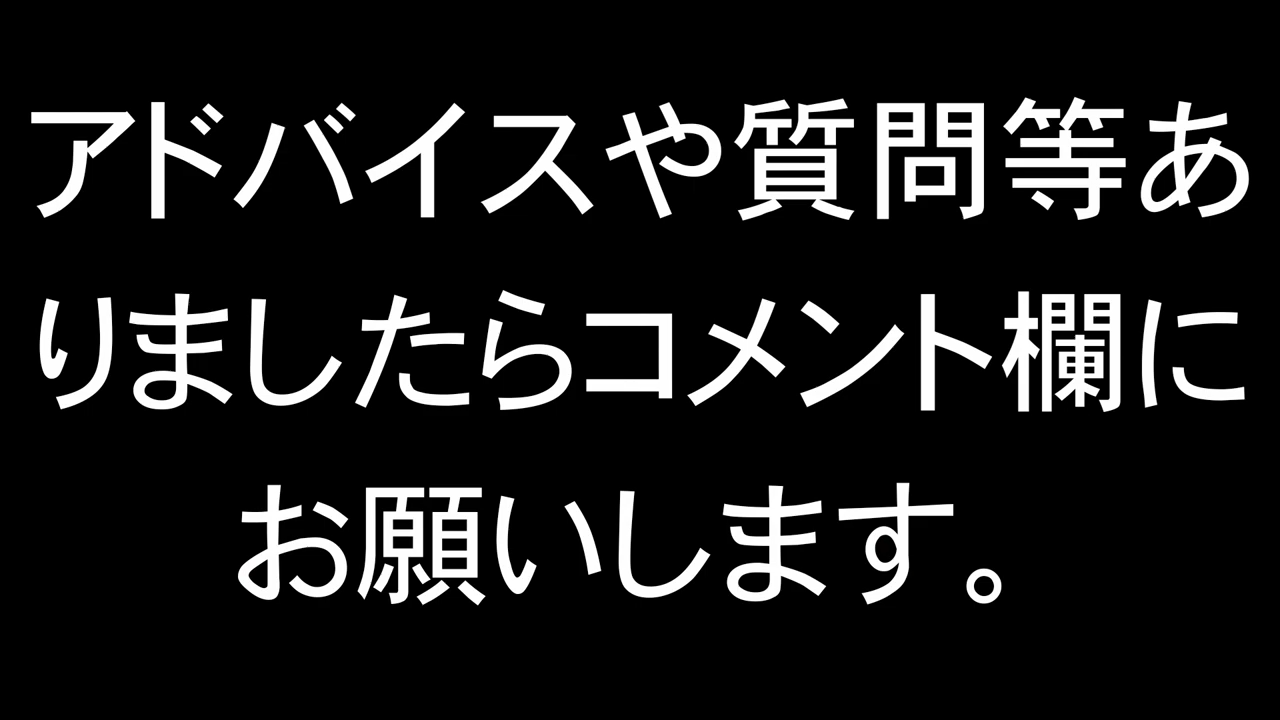 アドバイスや質問等あ
りましたらコメント欄に
お願いします。